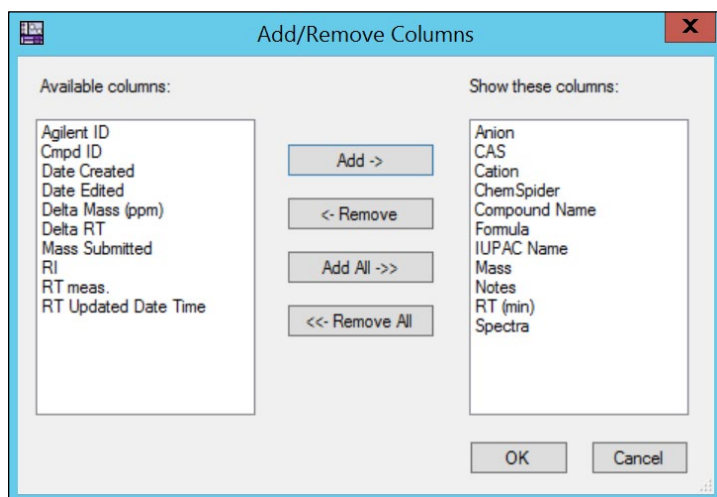 Add/Remove Columns
X
Available columns:
Agilent ID
Cmpd ID
Date Created
Date Edited
Delta Mass (ppm)
Delta RT
Mass Submitted
RI
RT meas.
RT Updated Date Time
Add ->
<- Remove
Add All ->>
<<- Remove All
Show these columns:
Anion
CAS
Cation
ChemSpider
Compound Name
Formula
IUPAC Name
Mass
Notes
RT (min)
Spectra
OK
Cancel